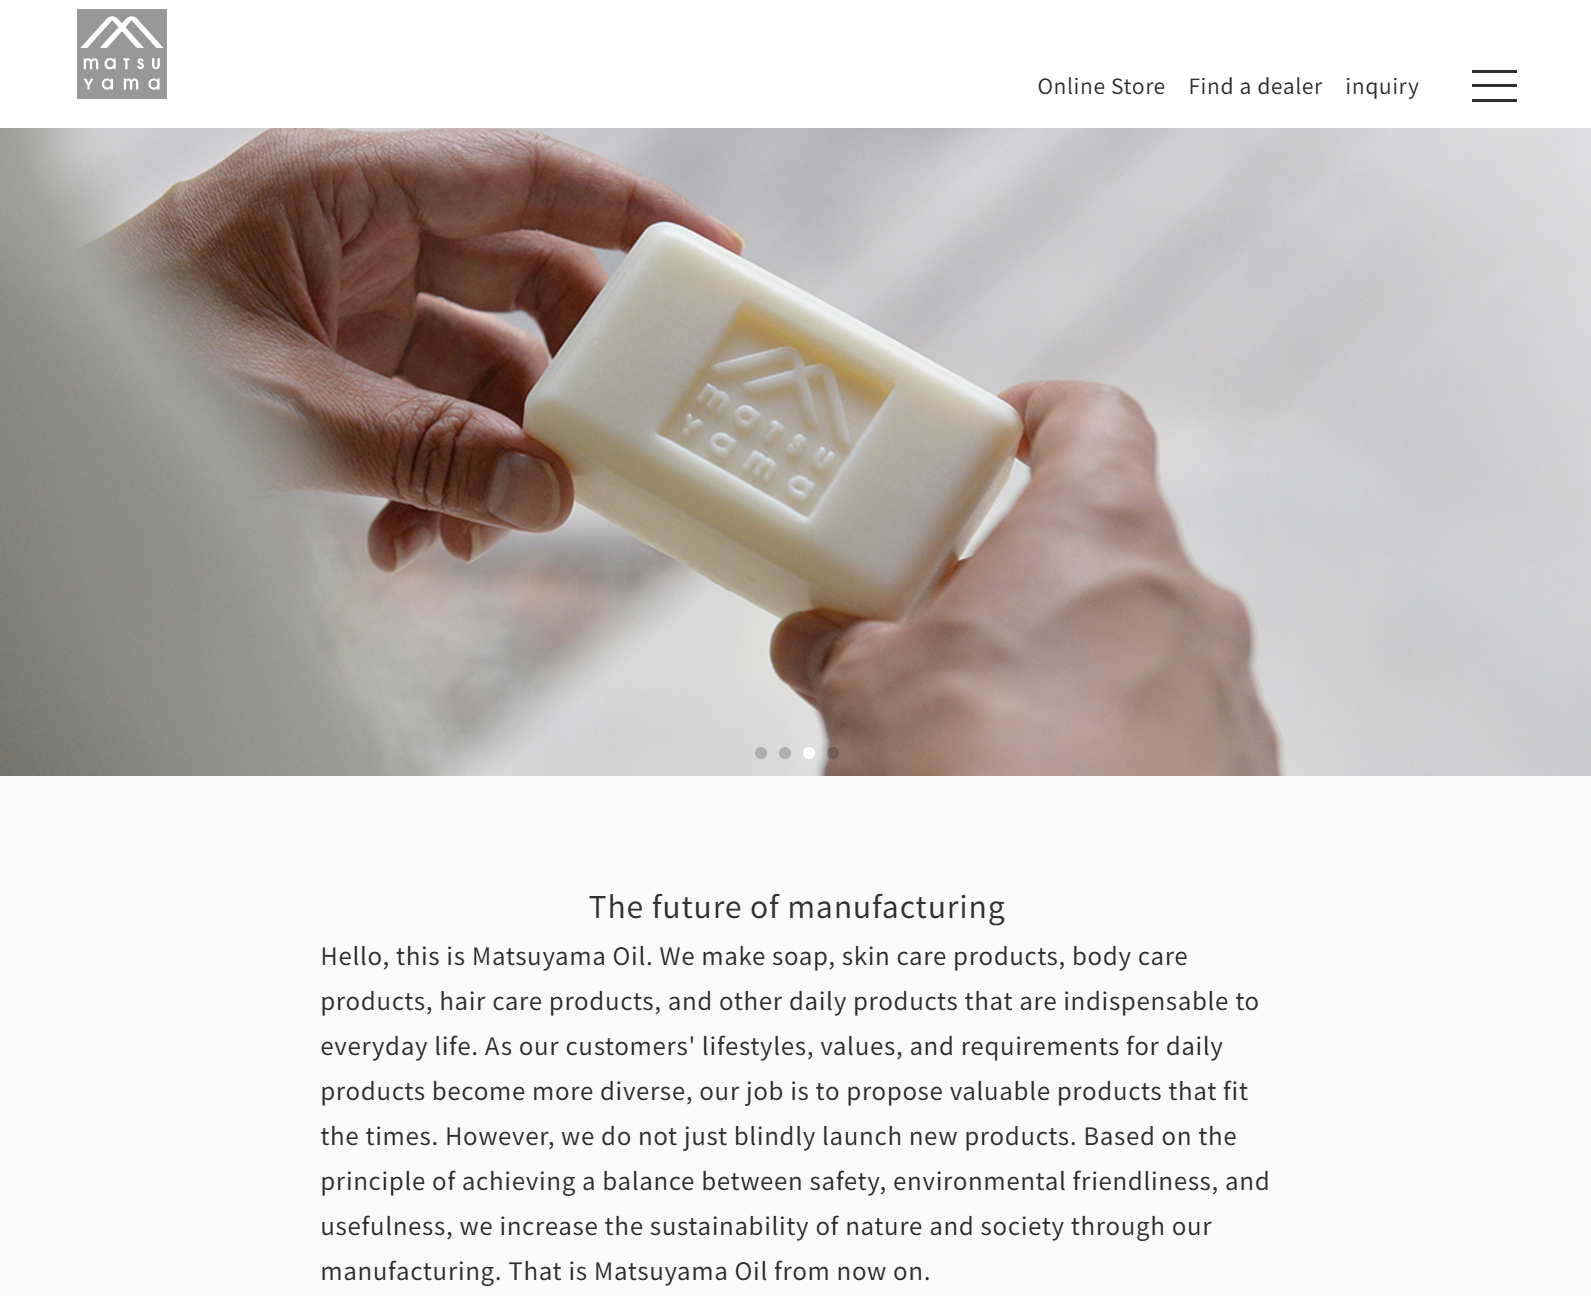 maTsu
yama
Online Store Find a dealer inquiry
maTsu
yama
The future of manufacturing
Hello, this is Matsuyama Oil. We make soap, skin care products, body care
products, hair care products, and other daily products that are indispensable to
everyday life. As our customers' lifestyles, values, and requirements for daily
products become more diverse, our job is to propose valuable products that fit
the times. However, we do not just blindly launch new products. Based on the
principle of achieving a balance between safety, environmental friendliness, and
usefulness, we increase the sustainability of nature and society through our
manufacturing. That is Matsuyama Oil from now on.